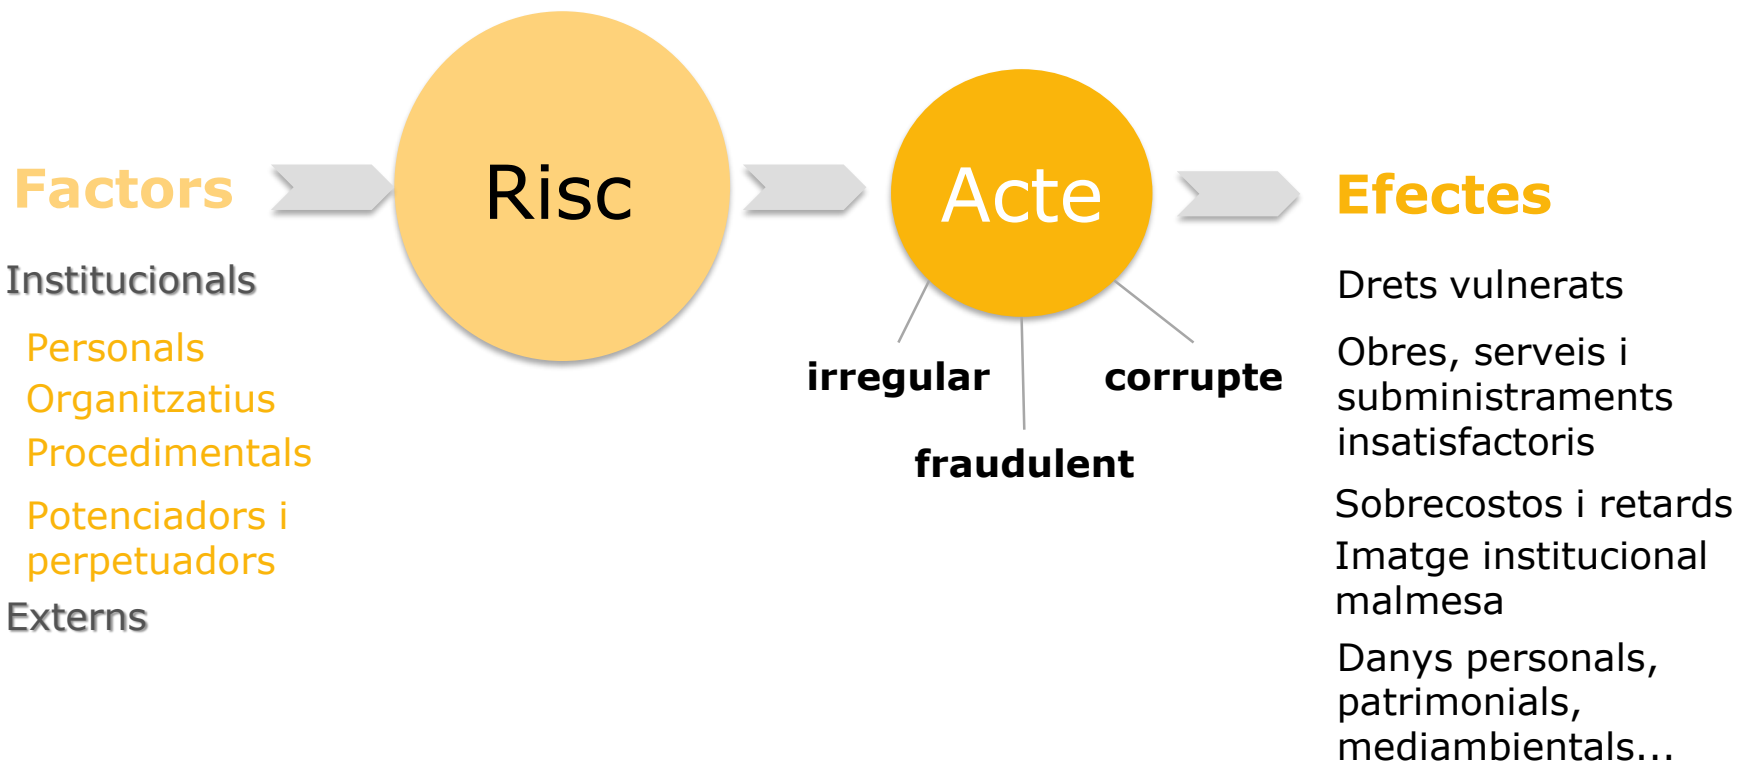 Factors
Institucionals
Personals
Organitzatius
Procedimentals
Potenciadors i
perpetuadors
Externs
Risc
Acte
irregular
fraudulent
corrupte
Efectes
Drets vulnerats
Obres, serveis i
subministraments
insatisfactoris
Sobrecostos i retards
Imatge institucional
malmesa
Danys personals,
patrimonials,
mediambientals...